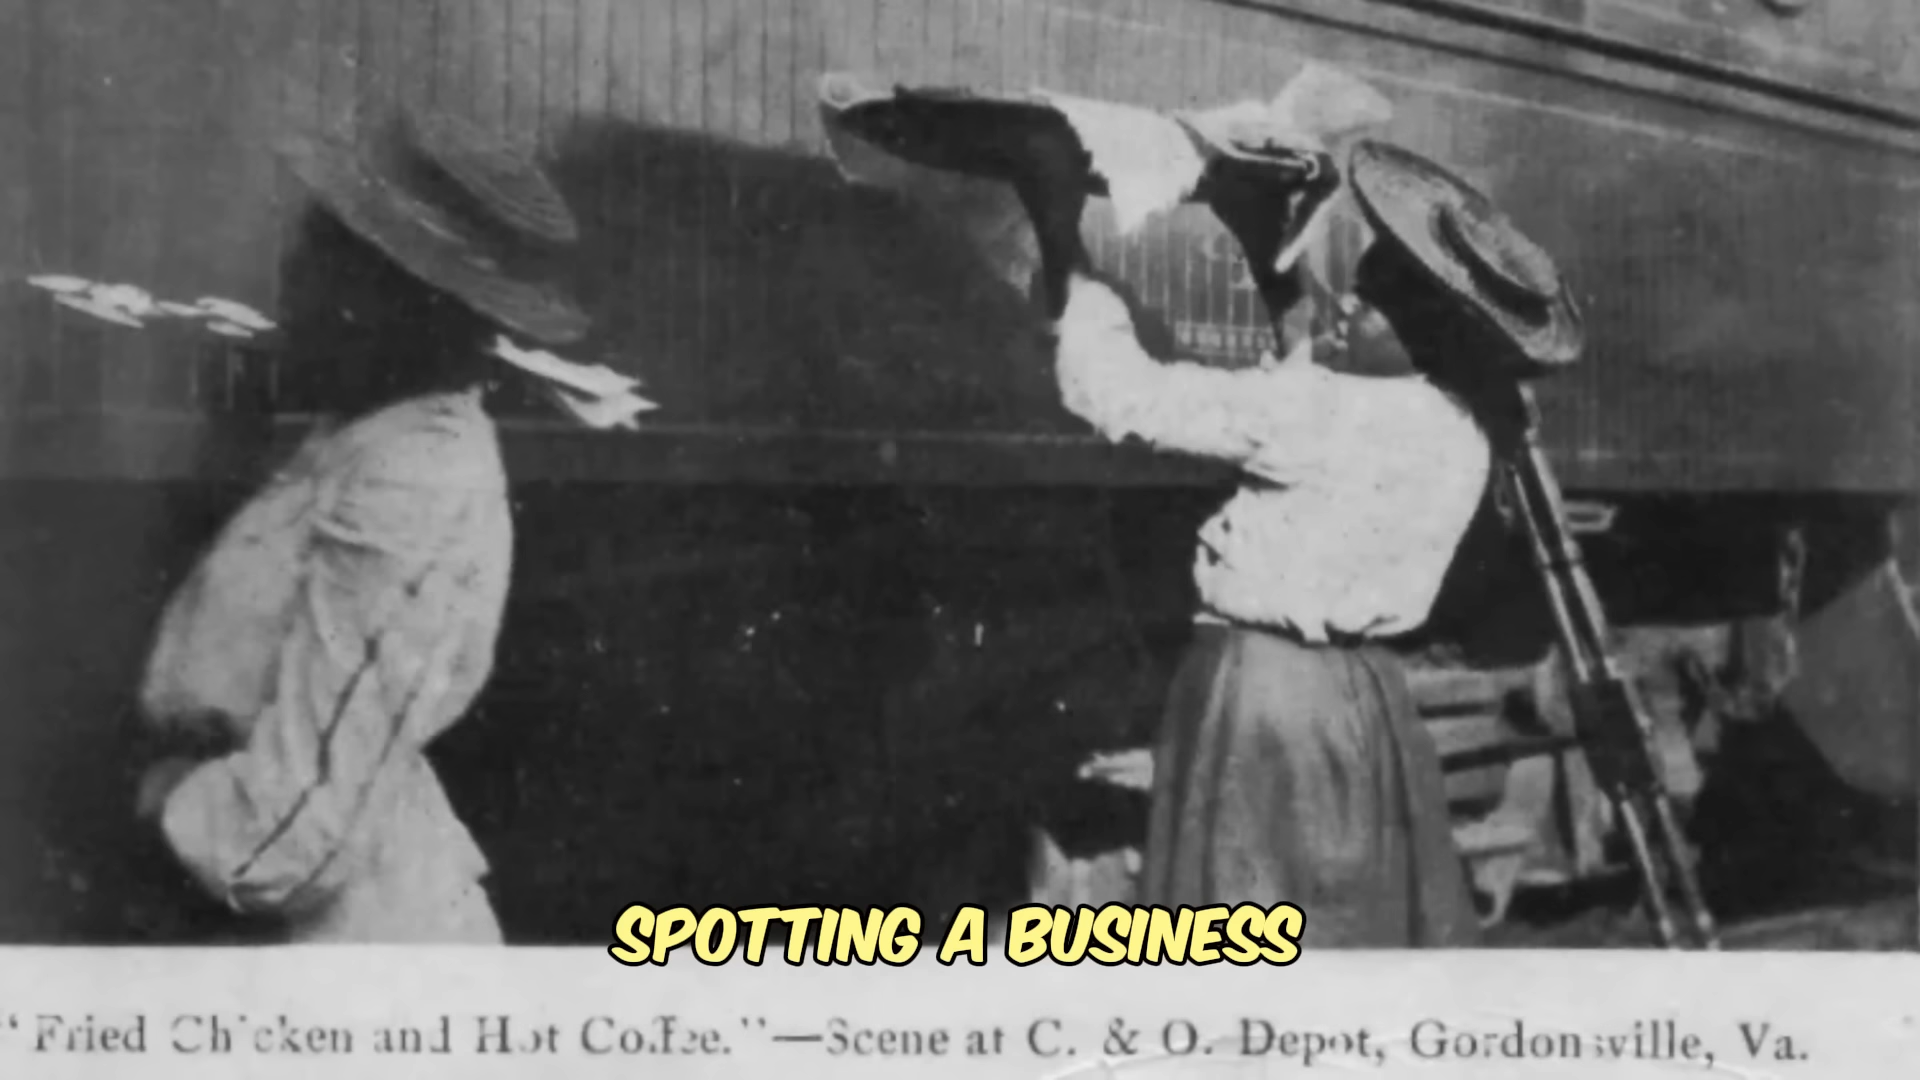 SPOTTING A BUSINESS
"Fried Chicken and Hot Coffee."—Scene at C. & O. Depot, Gordonsville, Va.